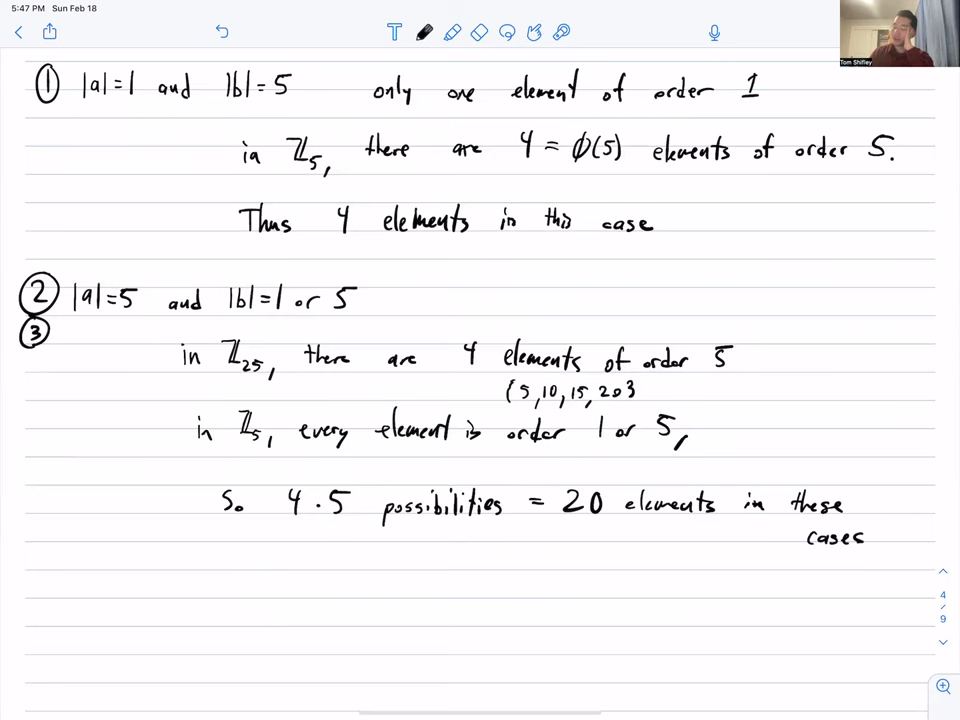 5:47 PM Sun Feb 18
Tom Shifley
① |a|=1 and |b|=5 only one element of order 1
in ℤ₅, there are 4 = ϕ(5) elements of order 5.
Thus 4 elements in this case
② |a|=5 and |b|=1 or 5
③
in ℤ₂₅, there are 4 elements of order 5
{5,10,15,20}
in ℤ₅, every element is order 1 or 5,
So 4·5 possibilities = 20 elements in these
cases
4
/
9